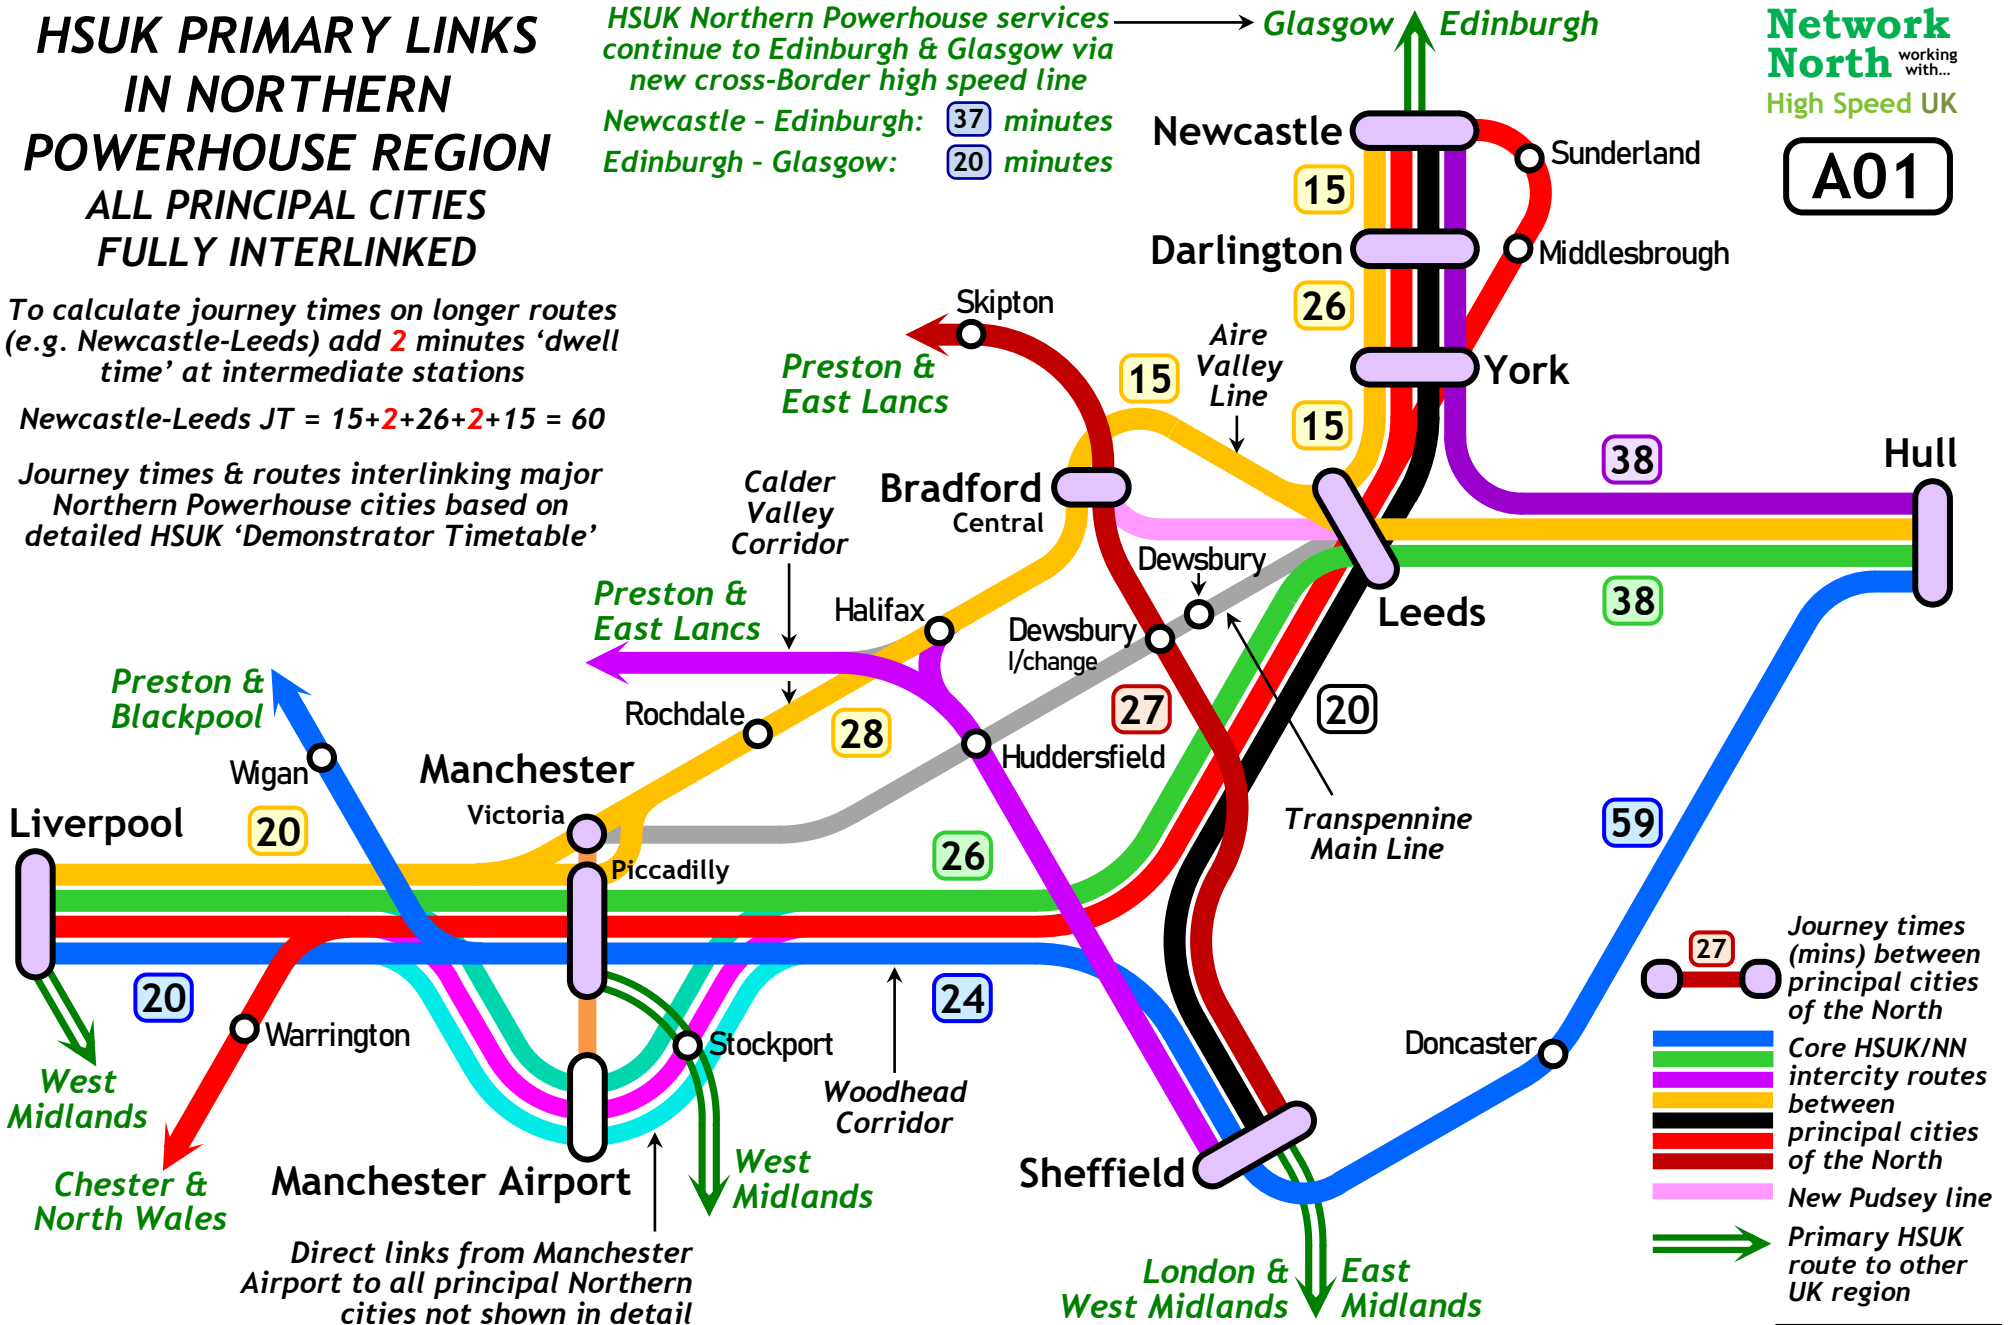 HSUK PRIMARY LINKS
IN NORTHERN
POWERHOUSE REGION
ALL PRINCIPAL CITIES
FULLY INTERLINKED
To calculate journey times on longer routes
(e.g. Newcastle-Leeds) add 2 minutes ‘dwell
time’ at intermediate stations
Newcastle-Leeds JT = 15+2+26+2+15 = 60
Journey times & routes interlinking major
Northern Powerhouse cities based on
detailed HSUK ‘Demonstrator Timetable’
HSUK Northern Powerhouse services
continue to Edinburgh & Glasgow via
new cross-Border high speed line
Newcastle – Edinburgh: 37 minutes
Edinburgh – Glasgow: 20 minutes
Glasgow
Edinburgh
Network
North working
with...
High Speed UK
A01
Newcastle
Sunderland
15
Darlington
Middlesbrough
26
York
15
Skipton
Preston &
East Lancs
15
Aire
Valley
Line
38
Hull
Calder
Valley
Corridor
Bradford
Central
Dewsbury
38
Leeds
Preston &
East Lancs
Halifax
Dewsbury
I/change
Preston &
Blackpool
Rochdale
28
27
20
Huddersfield
Wigan
Manchester
Victoria
Liverpool
20
Piccadilly
26
Transpennine
Main Line
59
20
24
Warrington
Stockport
Woodhead
Corridor
Doncaster
West
Midlands
Chester &
North Wales
Manchester Airport
West
Midlands
Sheffield
Direct links from Manchester
Airport to all principal Northern
cities not shown in detail
London &
West Midlands
East
Midlands
27
Journey times
(mins) between
principal cities
of the North
Core HSUK/NN
intercity routes
between
principal cities
of the North
New Pudsey line
Primary HSUK
route to other
UK region